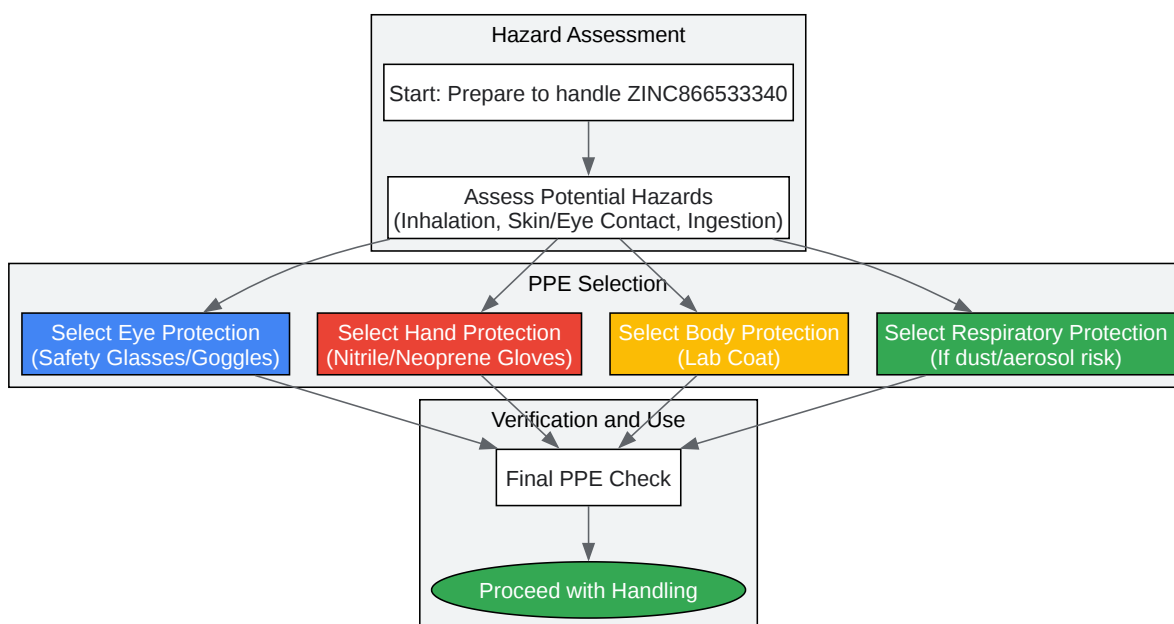 Hazard Assessment
Start: Prepare to handle ZINC866533340
Assess Potential Hazards
(Inhalation, Skin/Eye Contact, Ingestion)
PPE Selection
Select Eye Protection
(Safety Glasses/Goggles)
Select Hand Protection
(Nitrile/Neoprene Gloves)
Select Body Protection
(Lab Coat)
Select Respiratory Protection
(If dust/aerosol risk)
Verification and Use
Final PPE Check
Proceed with Handling